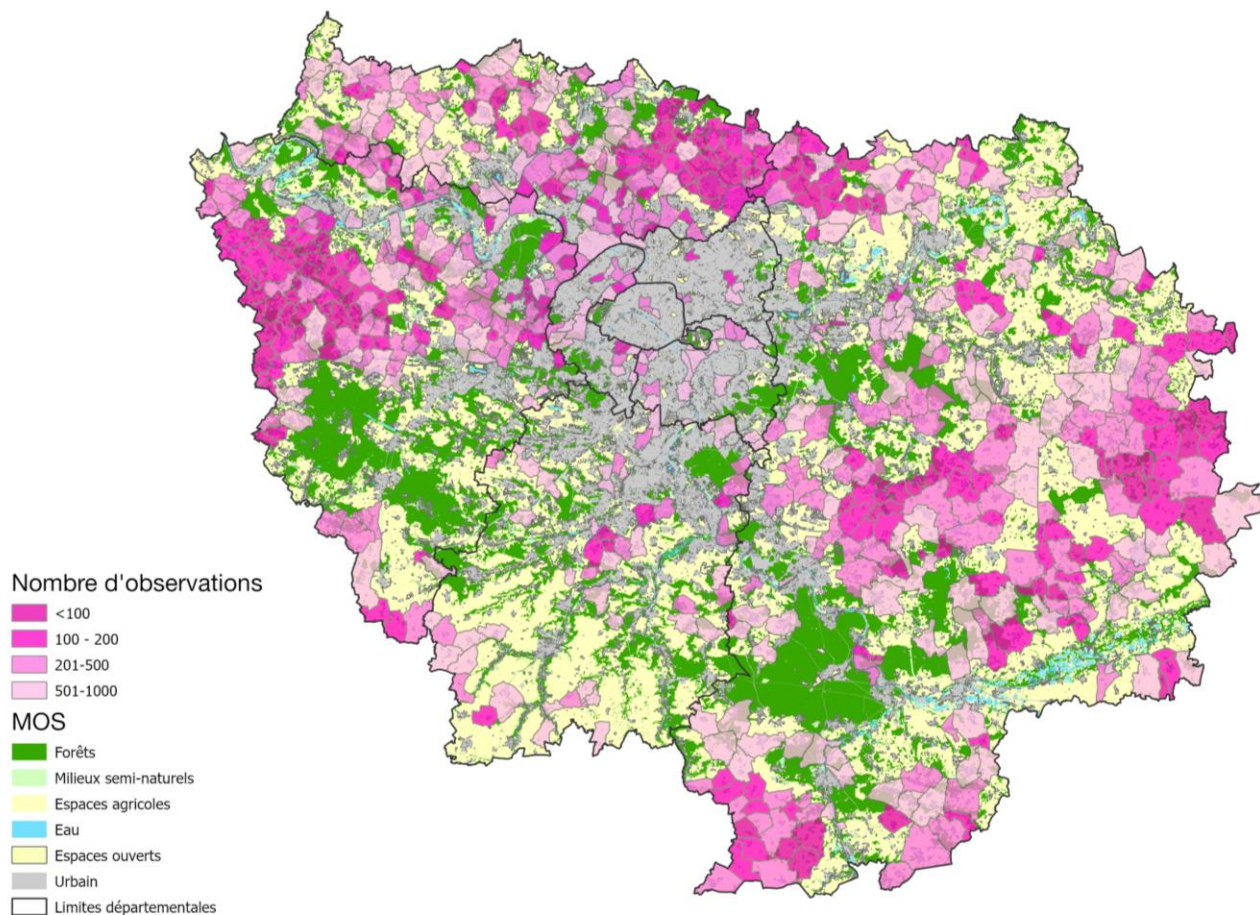 Nombre d'observations
<100
100 - 200
201-500
501-1000
MOS
Forêts
Milieux semi-naturels
Espaces agricoles
Eau
Espaces ouverts
Urbain
Limites départementales